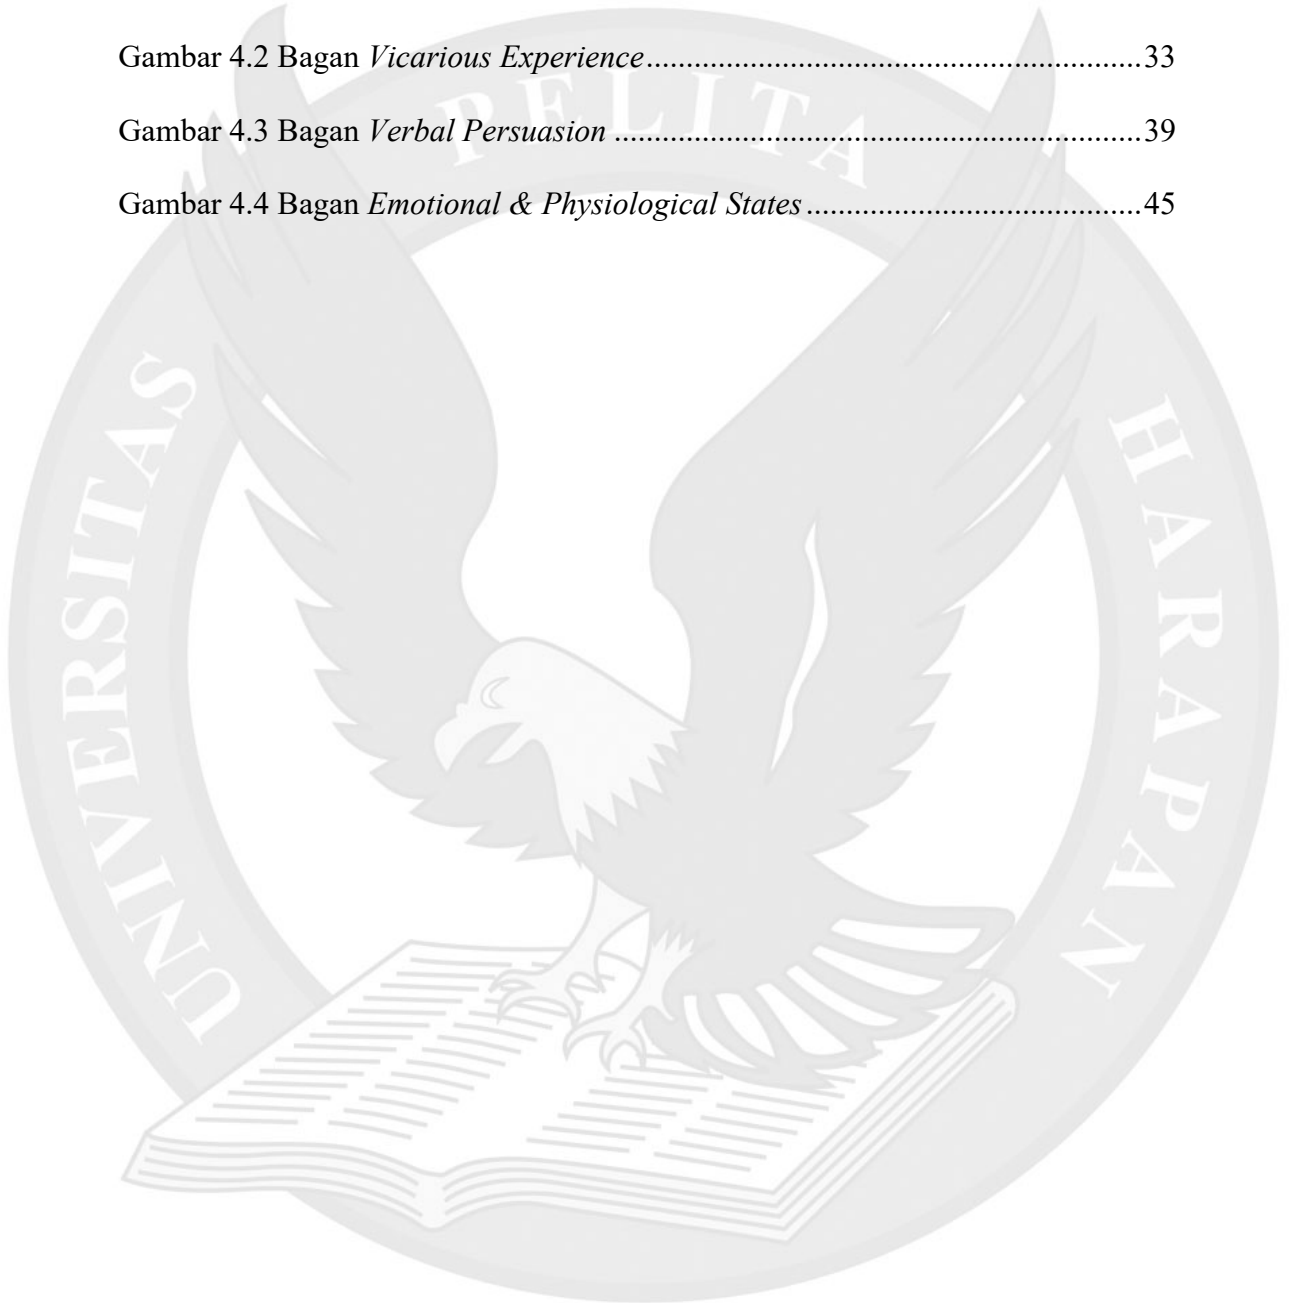 Gambar 4.2 Bagan Vicarious Experience..............................................................33
Gambar 4.3 Bagan Verbal Persuasion ..................................................................39
Gambar 4.4 Bagan Emotional & Physiological States ..........................................45
UNIVERSITAS PELITA HARAPAN